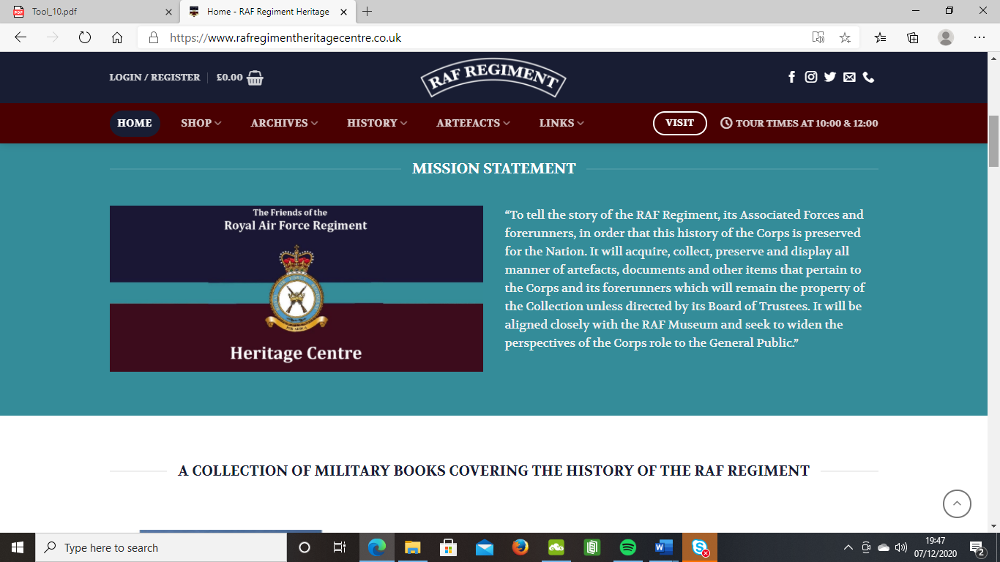 Tool_10.pdf
Home - RAF Regiment Heritage
https://www.rafregimentheritagecentre.co.uk
LOGIN / REGISTER
£0.00
RAF REGIMENT
HOME
SHOP
ARCHIVES
HISTORY
ARTEFACTS
LINKS
VISIT
TOUR TIMES AT 10:00 & 12:00
MISSION STATEMENT
The Friends of the
Royal Air Force Regiment
Heritage Centre
“To tell the story of the RAF Regiment, its Associated Forces and
forerunners, in order that this history of the Corps is preserved
for the Nation. It will acquire, collect, preserve and display all
manner of artefacts, documents and other items that pertain to
the Corps and its forerunners which will remain the property of
the Collection unless directed by its Board of Trustees. It will be
aligned closely with the RAF Museum and seek to widen the
perspectives of the Corps role to the General Public.”
A COLLECTION OF MILITARY BOOKS COVERING THE HISTORY OF THE RAF REGIMENT
Type here to search
19:47
07/12/2020
2